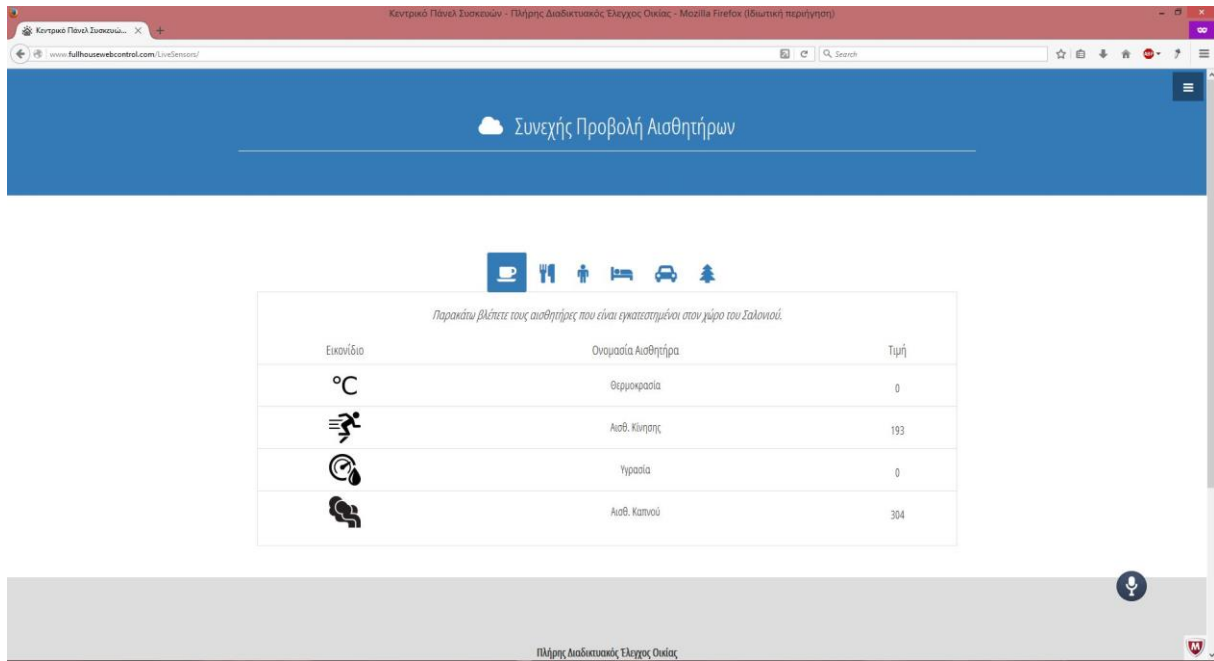 Κεντρικό Πάνελ Συσκευών - Πλήρης Διαδικτυακός Έλεγχος Οικίας - Mozilla Firefox (Ιδιωτική περιήγηση)
Κεντρικό Πάνελ Συσκευώ...
www.fullhousewebcontrol.com/LiveSensors/
Search
Συνεχής Προβολή Αισθητήρων
Παρακάτω βλέπετε τους αισθητήρες που είναι εγκατεστημένοι στον χώρο του Σαλονιού.
Εικονίδιο Ονομασία Αισθητήρα Τιμή
°C Θερμοκρασία 0
Αισθ. Κίνησης 193
Υγρασία 0
Αισθ. Καπνού 304
Πλήρης Διαδικτυακός Έλεγχος Οικίας